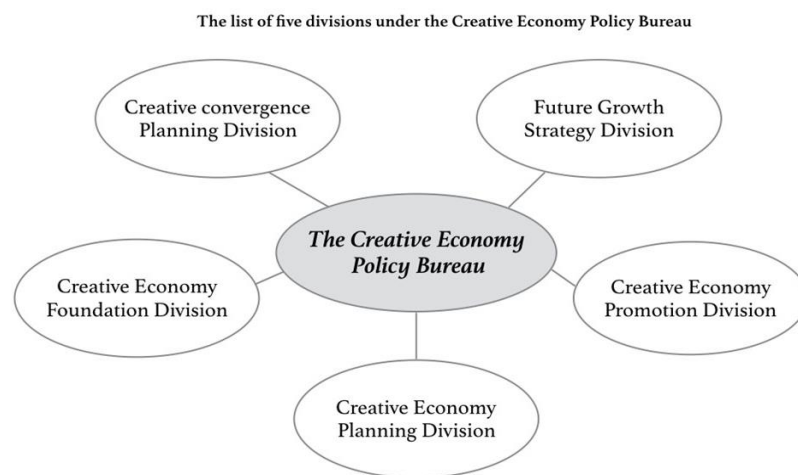 The list of five divisions under the Creative Economy Policy Bureau
Creative convergence
Planning Division
Future Growth
Strategy Division
The Creative Economy
Policy Bureau
Creative Economy
Foundation Division
Creative Economy
Promotion Division
Creative Economy
Planning Division